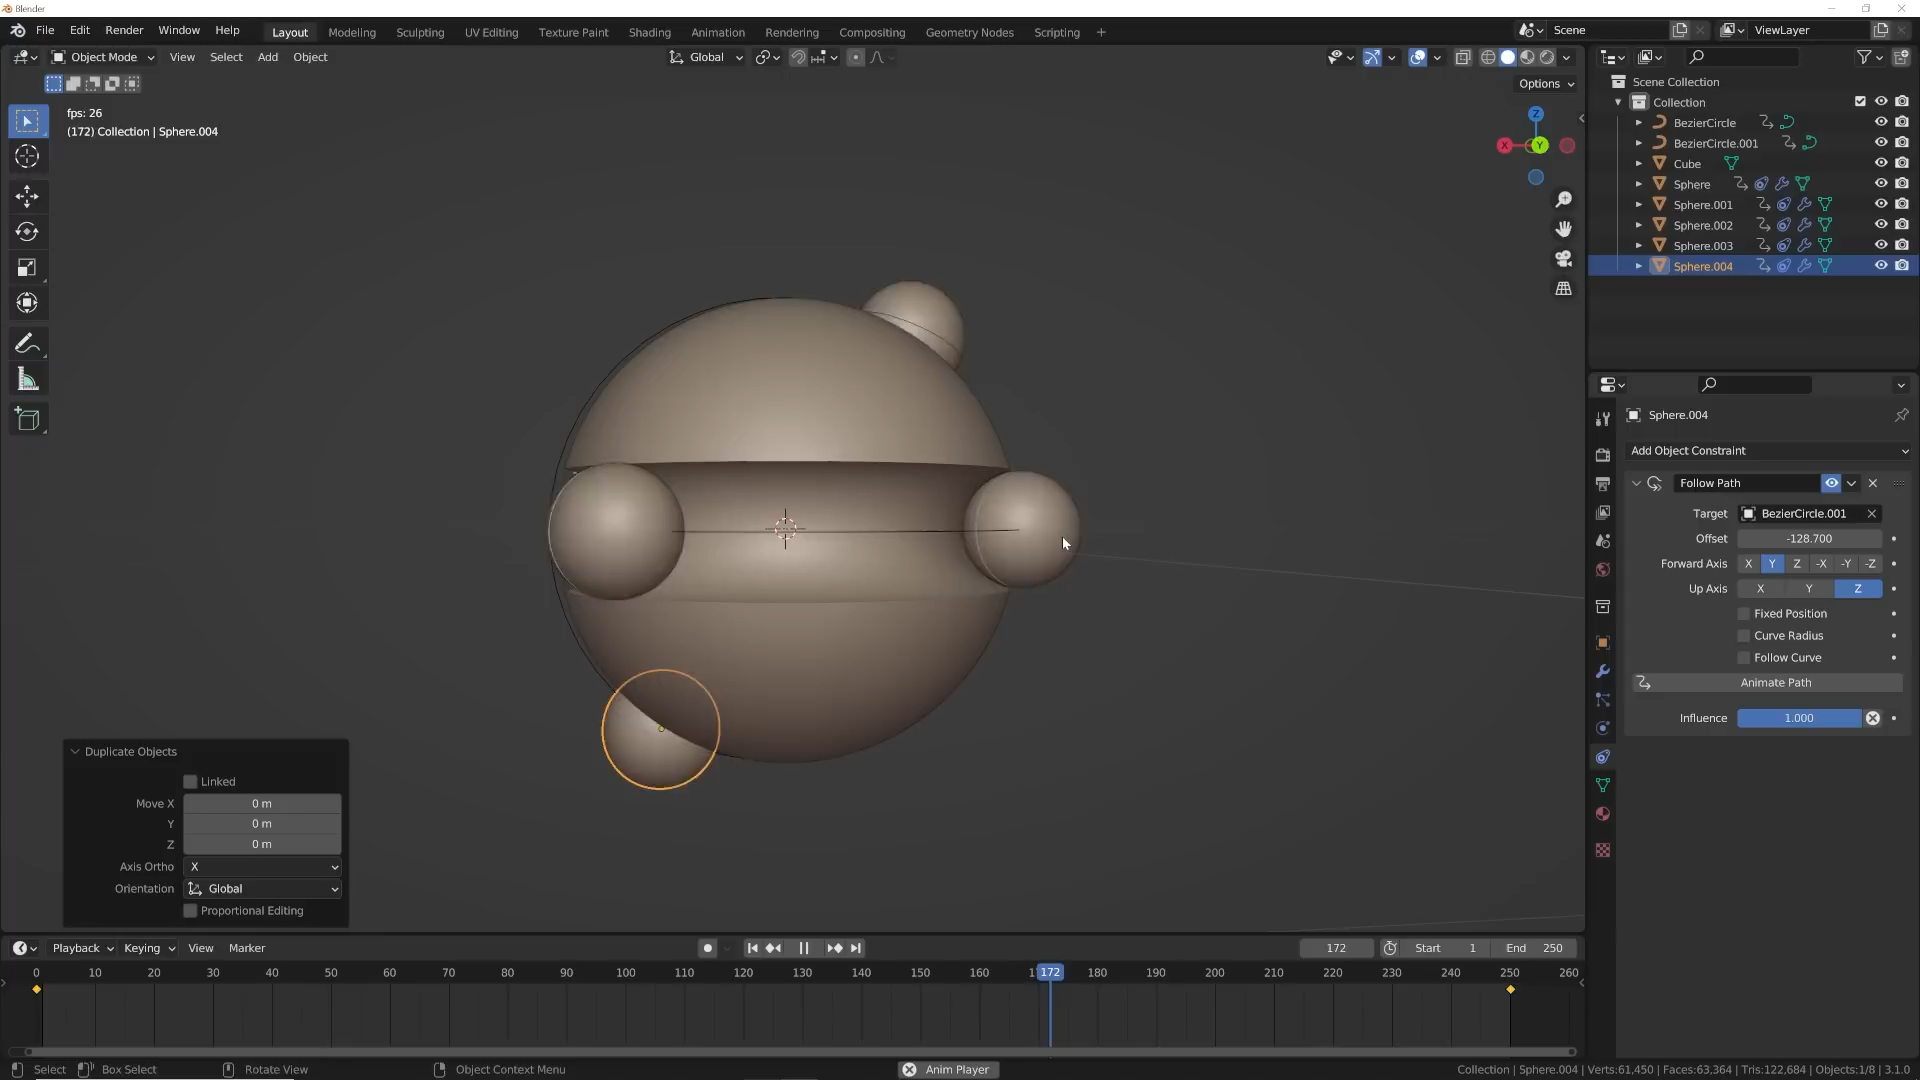 Blender
File Edit Render Window Help Layout Modeling Sculpting UV Editing Texture Paint Shading Animation Rendering Compositing Geometry Nodes Scripting + Scene ViewLayer
Object Mode View Select Add Object Global
Options
fps: 26
(172) Collection | Sphere.004
Z
X
Y
Scene Collection
Collection
BezierCircle
BezierCircle.001
Cube
Sphere
Sphere.001
Sphere.002
Sphere.003
Sphere.004
Sphere.004
Add Object Constraint
Follow Path
Target BezierCircle.001
Offset -128.700
Forward Axis X Y Z -X -Y -Z
Up Axis X Y Z
Fixed Position
Curve Radius
Follow Curve
Animate Path
Influence 1.000
Duplicate Objects
Linked
Move X 0 m
Y 0 m
Z 0 m
Axis Ortho X
Orientation Global
Proportional Editing
Playback Keying View Marker 172 Start 1 End 250
0 10 20 30 40 50 60 70 80 90 100 110 120 130 140 150 160 172 180 190 200 210 220 230 240 250 260
Select Box Select Rotate View Object Context Menu Anim Player Collection | Sphere.004 | Verts:61,450 | Faces:63,364 | Tris:122,684 | Objects:1/8 | 3.1.0